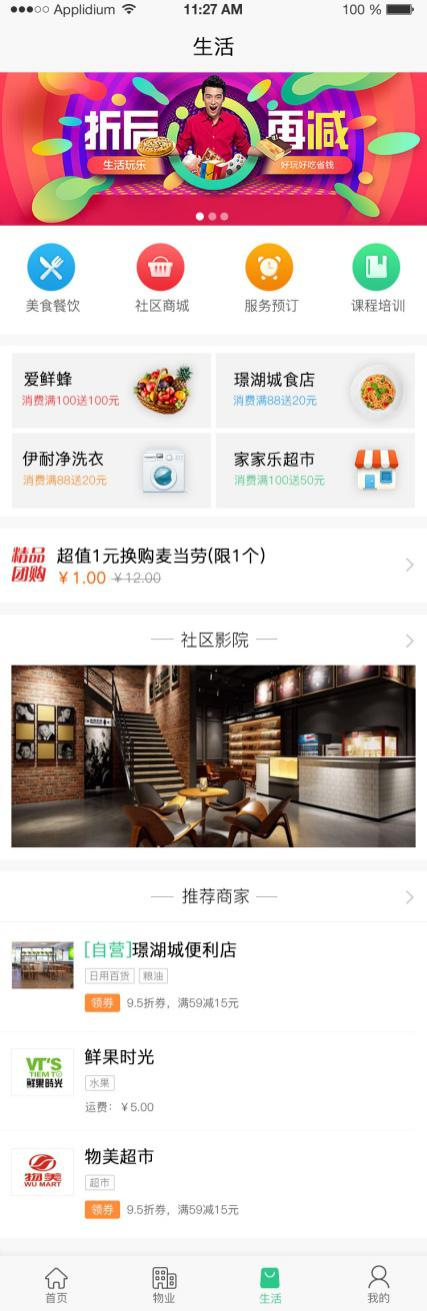 Applidium
11:27 AM
100 %
生活
折后 再减
生活玩乐
好玩好吃省钱
美食餐饮 社区商城 服务预订 课程培训
爱鲜蜂
消费满100送100元
璟湖城食店
消费满88送20元
伊耐净洗衣
消费满88送20元
家家乐超市
消费满100送50元
精品
团购
超值1元换购麦当劳(限1个)
¥1.00 ¥12.00
社区影院
推荐商家
[自营]璟湖城便利店
日用百货 粮油
领券 9.5折券，满59减15元
VT'S
TIEM TO
鲜果时光
鲜果时光
水果
运费：¥5.00
物美
WU MART
物美超市
超市
领券 9.5折券，满59减15元
首页 物业 生活 我的